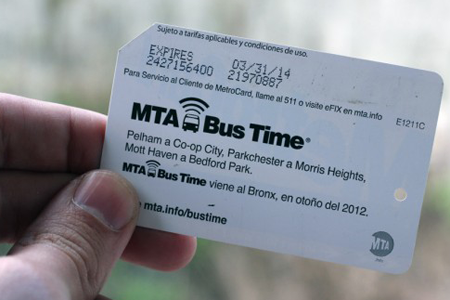 Sujeto a tarifas aplicables y condiciones de uso.
EXPIRES 03/31/14
2427156400 21970887
Para Servicio al Cliente de MetroCard, llame al 511 o visite eFIX en mta.info E1211C
MTA Bus Time®
Pelham a Co-op City, Parkchester a Morris Heights,
Mott Haven a Bedford Park.
MTA Bus Time viene al Bronx, en otoño del 2012.
mta.info/bustime
MTA